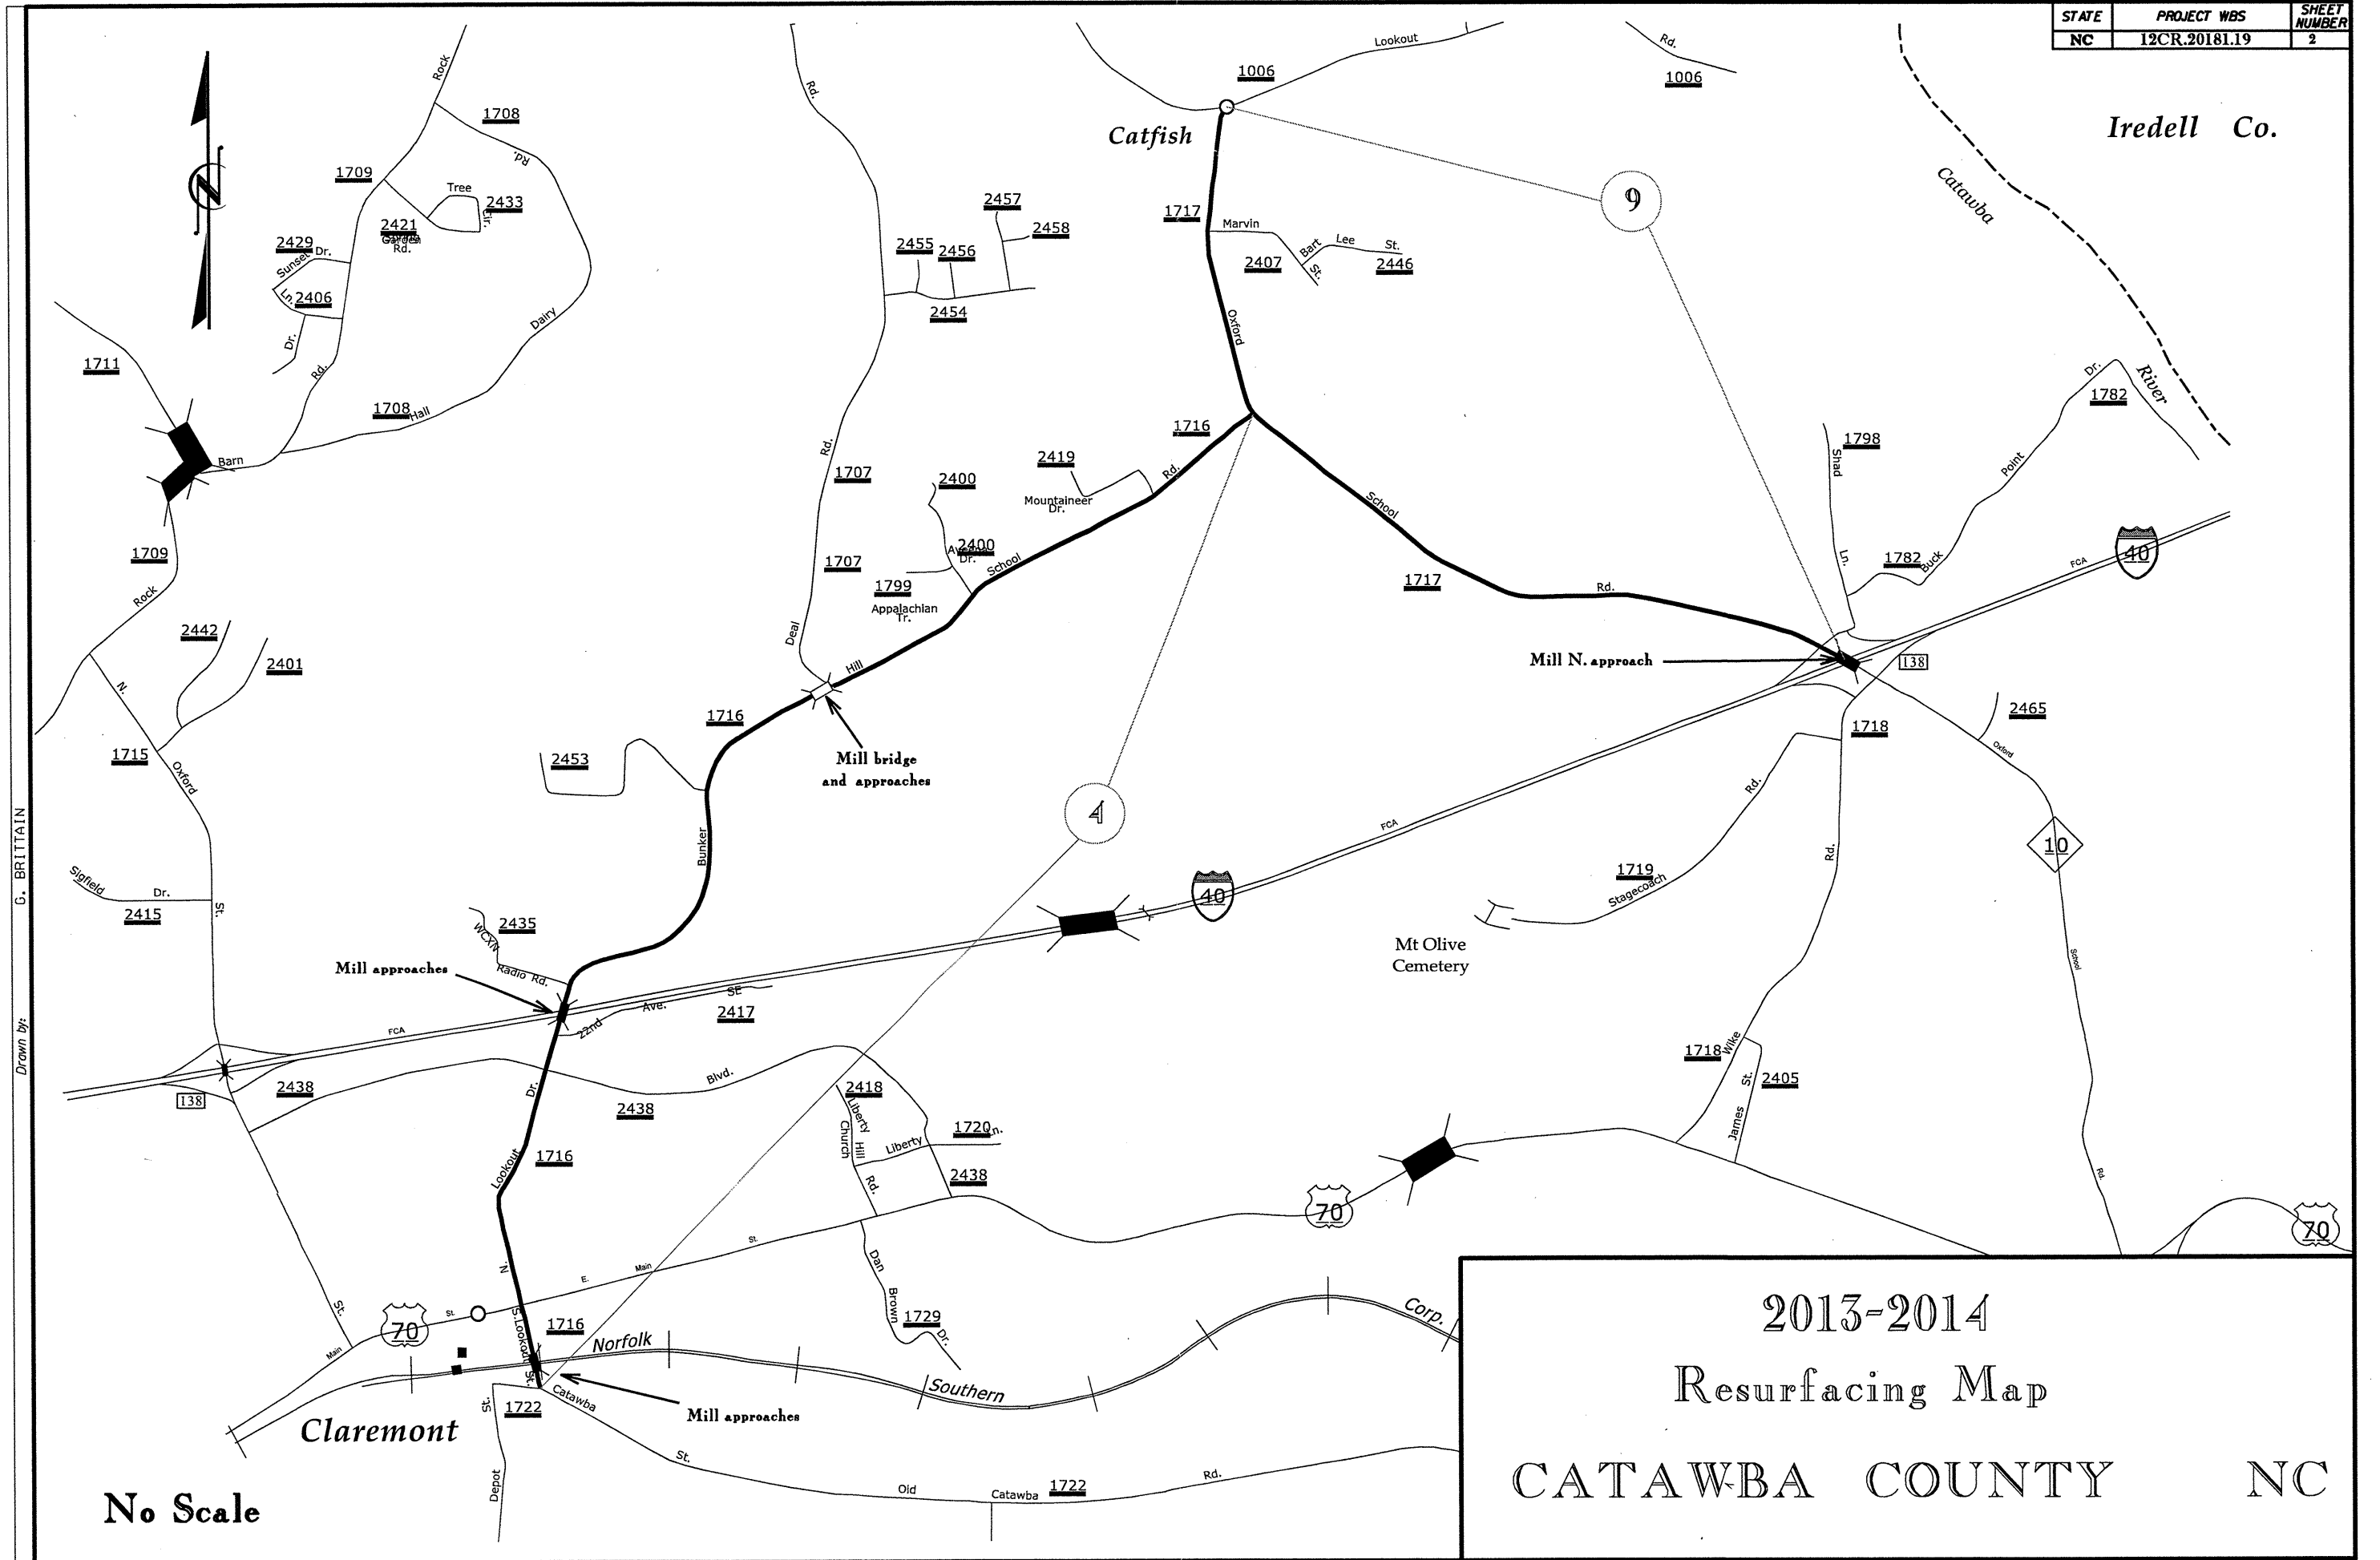 STATE PROJECT WBS SHEET NUMBER
NC 12CR.20181.19 2
Rock
Rd.
Lookout
Rd.
1006
1006
Iredell Co.
1708
Catfish
Rd.
1709
Tree
2433
Cir.
2421
Garden
Rd.
9
Catawba
2457
2458
1717
Marvin
2429
Sunset Dr.
2455
2456
Bart Lee St.
2407
St.
2446
Ln.
2406
2454
Dairy
Oxford
Dr.
Rd.
1711
Dr.
River
1782
1708
Hall
1716
1798
Shad
Rd.
Barn
2419
Rd.
Point
1707
2400
Mountaineer
Dr.
School
40
1709
2400
Dr.
School
Ln.
1782
Buck
FCA
1707
1799
Appalachian
Tr.
1717
Rd.
Rock
2442
Deal
2401
Hill
Mill N. approach
138
N.
1716
2465
1715
1718
Oxford
2453
Mill bridge
and approaches
Oxford
Rd.
4
Bunker
FCA
Rd.
10
G. BRITTAIN
Sigfield Dr.
2415
St.
1719
Stagecoach
40
2435
WCXN
Radio Rd.
Mt Olive
Cemetery
School
Mill approaches
SE
Ave.
22nd
2417
FCA
Drawn by:
1718
Wike
2438
138
Dr.
Blvd.
2438
2418
Liberty
Church
Hill
Rd.
St.
2405
James
1720
Ln.
Liberty
Lookout
1716
2438
Rd.
70
70
St.
Dan
E. Main
N.
St.
St.
70
Main
S. Lookout
St.
1716
Norfolk
Brown
1729
Dr.
Corp.
Southern
2013-2014
Resurfacing Map
CATAWBA COUNTY NC
St.
1722
Catawba
Mill approaches
Claremont
St.
Depot
Old Catawba
1722
Rd.
No Scale